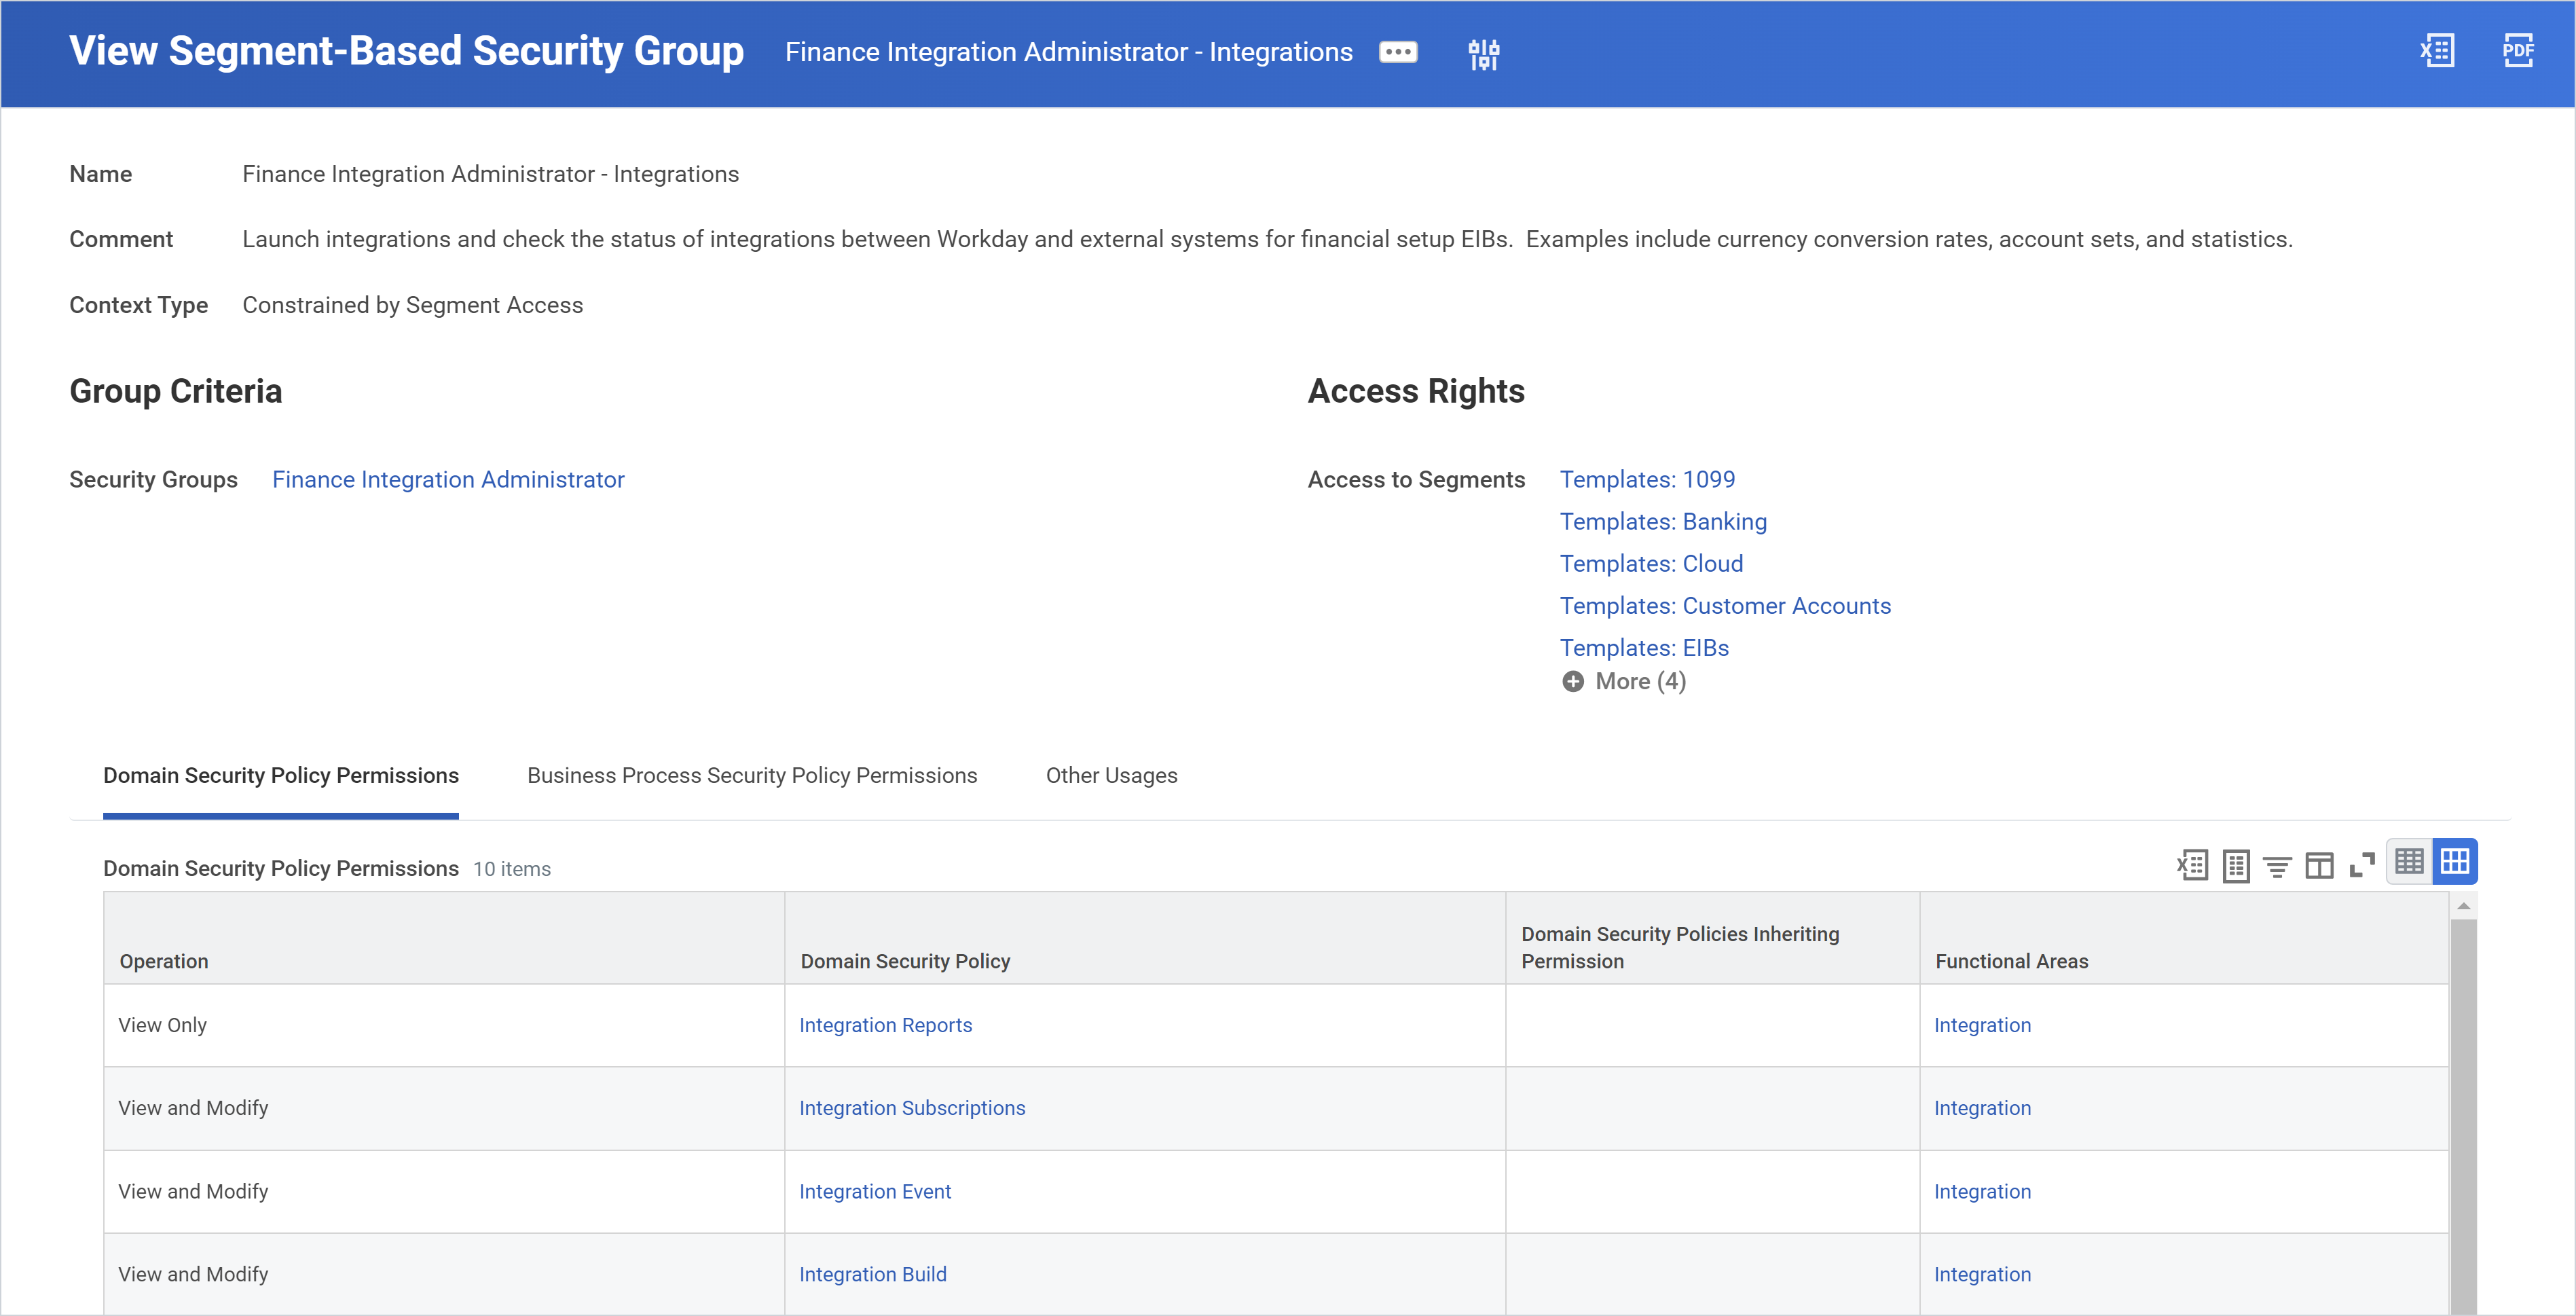 View Segment-Based Security Group Finance Integration Administrator - Integrations
X PDF
Name Finance Integration Administrator - Integrations
Comment Launch integrations and check the status of integrations between Workday and external systems for financial setup EIBs.  Examples include currency conversion rates, account sets, and statistics.
Context Type Constrained by Segment Access
Group Criteria
Security Groups Finance Integration Administrator
Access Rights
Access to Segments Templates: 1099
Templates: Banking
Templates: Cloud
Templates: Customer Accounts
Templates: EIBs
More (4)
Domain Security Policy Permissions Business Process Security Policy Permissions Other Usages
Domain Security Policy Permissions 10 items
X
Operation Domain Security Policy Domain Security Policies Inheriting
Permission Functional Areas
View Only Integration Reports Integration
View and Modify Integration Subscriptions Integration
View and Modify Integration Event Integration
View and Modify Integration Build Integration